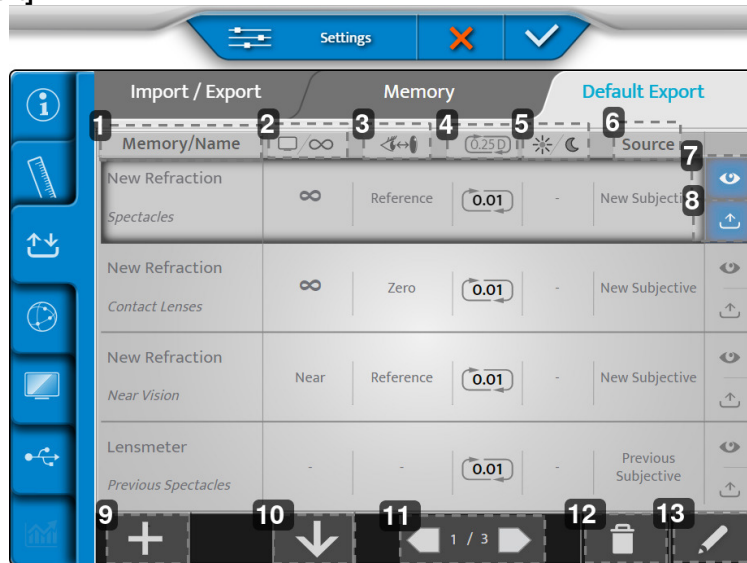 Settings
Import / Export
Memory
Default Export
1
2
3
4
5
6
7
8
Memory/Name
∞
0.25 D
Source
New Refraction
Spectacles
∞
Reference
0.01
-
New Subjecti
New Refraction
Contact Lenses
∞
Zero
0.01
-
New Subjective
New Refraction
Near Vision
Near
Reference
0.01
-
New Subjective
Lensmeter
Previous Spectacles
-
-
0.01
-
Previous
Subjective
9
10
11
12
13
1 / 3